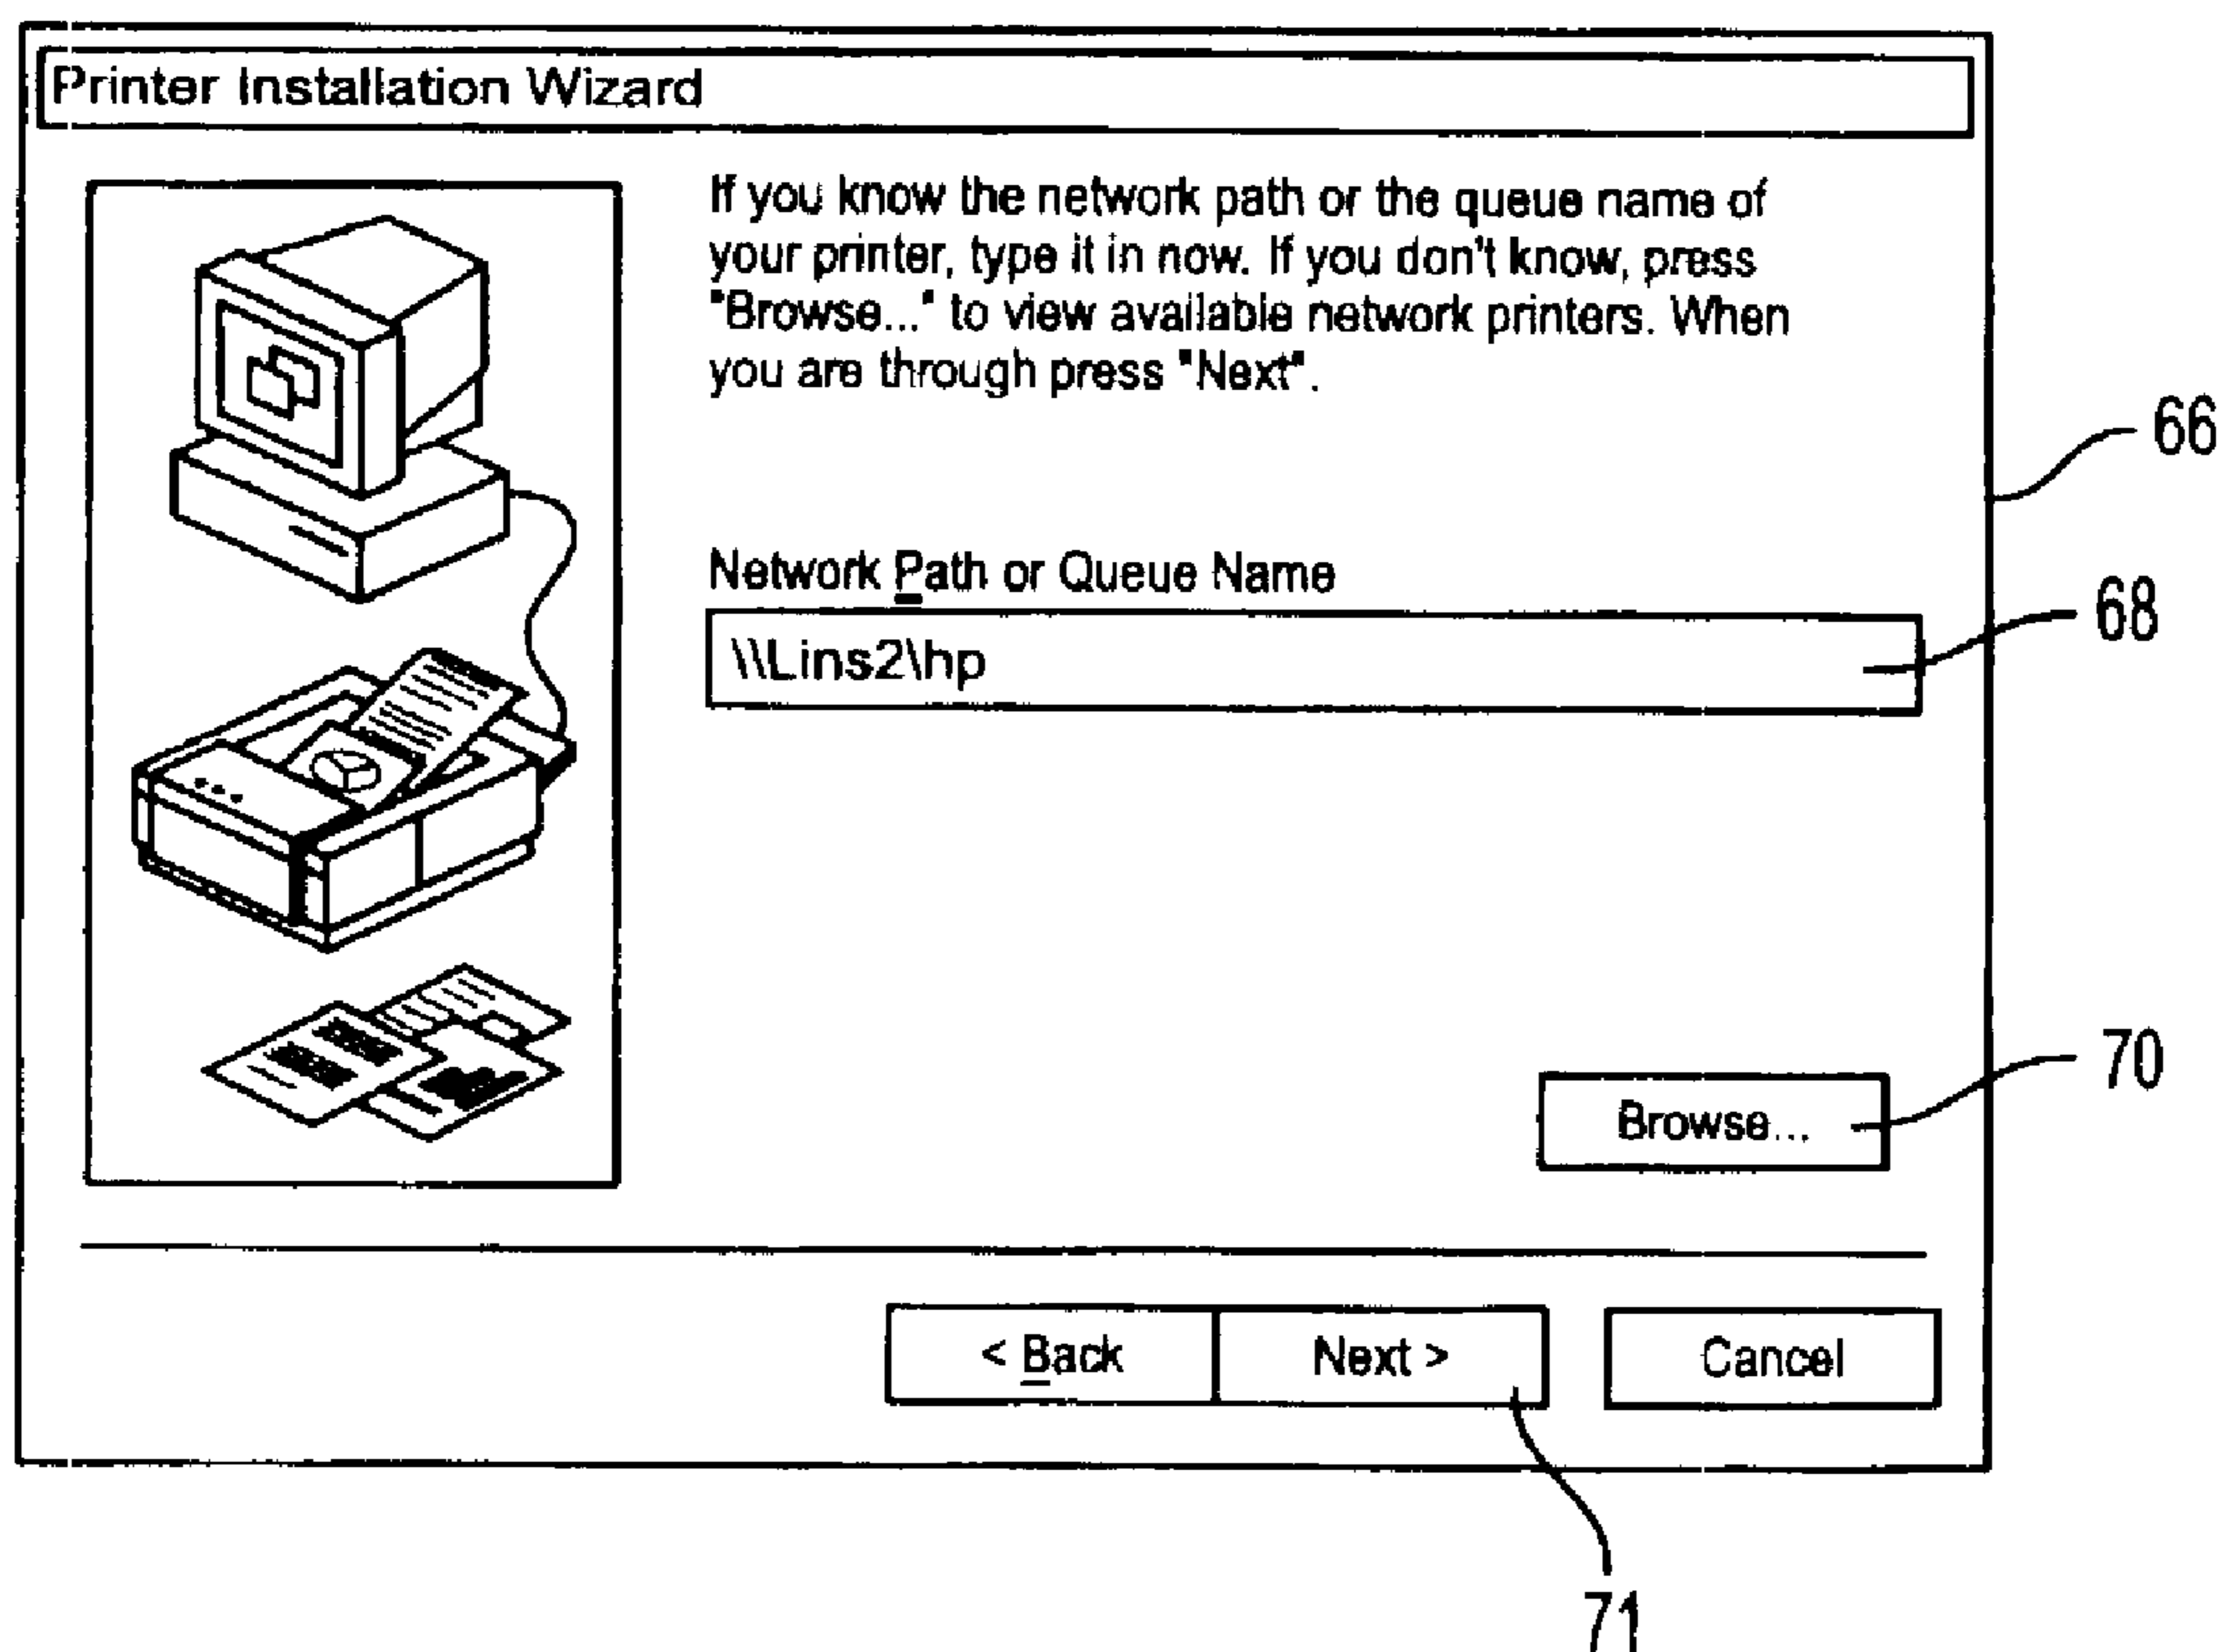 Printer Installation Wizard
If you know the network path or the queue name of
your printer, type it in now. If you don't know, press
"Browse..." to view available network printers. When
you are through press "Next".
66
Network Path or Queue Name
68
\\\Lins2\hp
70
Browse...
< Back
Next >
Cancel
71